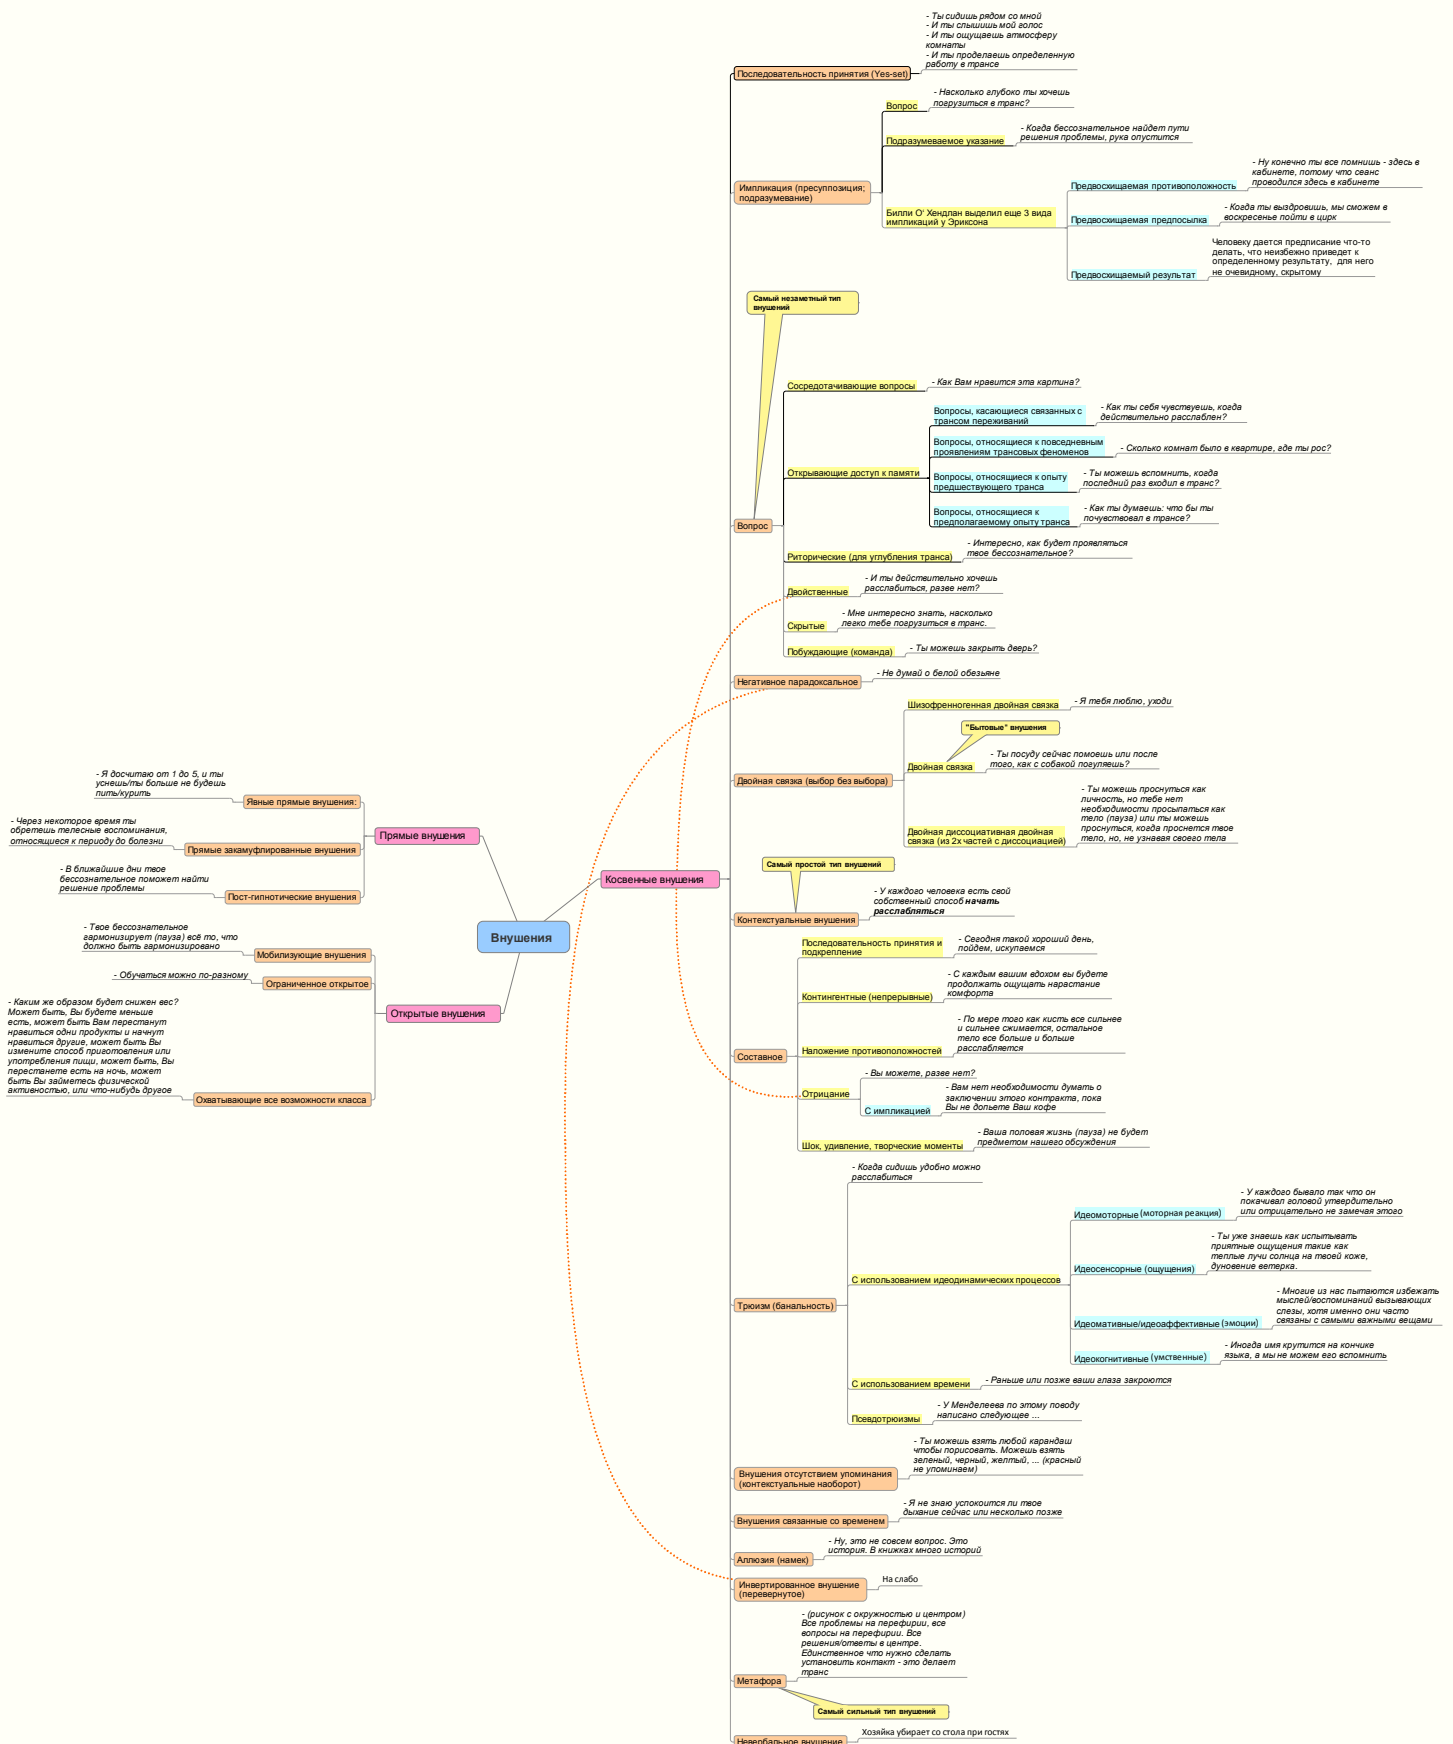 - Ты сидишь рядом со мной
- И ты слышишь мой голос
- И ты ощущаешь атмосферу
комнаты
- И ты проделаешь определенную
работу в трансе
Последовательность принятия (Yes-set)
- Насколько глубоко ты хочешь
погрузиться в транс?
Вопрос
- Когда бессознательное найдет пути
решения проблемы, рука опустится
Подразумеваемое указание
Импликация (пресуппозиция;
подразумевание)
- Ну конечно ты все помнишь - здесь в
кабинете, потому что сеанс
проводился здесь в кабинете
Предвосхищаемая противоположность
Билли О' Хендлан выделил еще 3 вида
импликаций у Эриксона
- Когда ты выздровишь, мы сможем в
воскресенье пойти в цирк
Предвосхищаемая предпосылка
Человеку дается предписание что-то
делать, что неизбежно приведет к
определенному результату, для него
не очевидному, скрытому
Предвосхищаемый результат
Самый незаметный тип
внушений
Сосредотачивающие вопросы
- Как Вам нравится эта картина?
Вопросы, касающиеся связанных с
трансом переживаний
- Как ты себя чувствуешь, когда
действительно расслаблен?
Вопросы, относящиеся к повседневным
проявлениям трансовых феноменов
- Сколько комнат было в квартире, где ты рос?
Открывающие доступ к памяти
Вопросы, относящиеся к опыту
предшествующего транса
- Ты можешь вспомнить, когда
последний раз входил в транс?
Вопросы, относящиеся к
предполагаемому опыту транса
- Как ты думаешь: что бы ты
почувствовал в трансе?
Вопрос
Риторические (для углубления транса)
- Интересно, как будет проявляться
твое бессознательное?
Двойственные
- И ты действительно хочешь
расслабиться, разве нет?
Скрытые
- Мне интересно знать, насколько
легко тебе погрузиться в транс.
Побуждающие (команда)
- Ты можешь закрыть дверь?
Негативное парадоксальное
- Не думай о белой обезьяне
Шизофренногенная двойная связка
- Я тебя люблю, уходи
"Бытовые" внушения
Двойная связка
- Ты посуду сейчас помоешь или после
того, как с собакой погуляешь?
Двойная связка (выбор без выбора)
- Ты можешь проснуться как
личность, но тебе нет
необходимости просыпаться как
тело (пауза) или ты можешь
проснуться, когда проснется твое
тело, но, не узнавая своего тела
Двойная диссоциативная двойная
связка (из 2х частей с диссоциацией)
- Я досчитаю от 1 до 5, и ты
уснешь/ты больше не будешь
пить/курить
Явные прямые внушения:
- Через некоторое время ты
обретешь телесные воспоминания,
относящиеся к периоду до болезни
Прямые закамуфлированные внушения
Прямые внушения
- В ближайшие дни твое
бессознательное поможет найти
решение проблемы
Пост-гипнотические внушения
Косвенные внушения
Внушения
- Твое бессознательное
гармонизирует (пауза) всё то, что
должно быть гармонизировано
Мобилизующие внушения
- Обучаться можно по-разному
Ограниченное открытое
Открытые внушения
- Каким же образом будет снижен вес?
Может быть, Вы будете меньше
есть, может быть Вам перестанут
нравиться одни продукты и начнут
нравиться другие, может быть Вы
измените способ приготовления или
употребления пищи, может быть, Вы
перестанете есть на ночь, может
быть Вы займетесь физической
активностью, или что-нибудь другое
Охватывающие все возможности класса
Самый простой тип внушений
Контекстуальные внушения
- У каждого человека есть свой
собственный способ начать
расслабляться
Последовательность принятия и
подкрепление
- Сегодня такой хороший день,
пойдем, искупаемся
Контингентные (непрерывные)
- С каждым вашим вдохом вы будете
продолжать ощущать нарастание
комфорта
Составное
Наложение противоположностей
- По мере того как кисть все сильнее
и сильнее сжимается, остальное
тело все больше и больше
расслабляется
Отрицание
- Вы можете, разве нет?
С импликацией
- Вам нет необходимости думать о
заключении этого контракта, пока
Вы не допьете Ваш кофе
Шок, удивление, творческие моменты
- Ваша половая жизнь (пауза) не будет
предметом нашего обсуждения
- Когда сидишь удобно можно
расслабиться
Идеомоторные (моторная реакция)
- У каждого бывало так что он
покачивал головой утвердительно
или отрицательно не замечая этого
С использованием идеодинамических процессов
Идеосенсорные (ощущения)
- Ты уже знаешь как испытывать
приятные ощущения такие как
теплые лучи солнца на твоей коже,
дуновение ветерка.
Трюизм (банальность)
Идеомативные/идеоаффективные (эмоции)
- Многие из нас пытаются избежать
мыслей/воспоминаний вызывающих
слезы, хотя именно они часто
связаны с самыми важными вещами
Идеокогнитивные (умственные)
- Иногда имя крутится на кончике
языка, а мы не можем его вспомнить
С использованием времени
- Раньше или позже ваши глаза закроются
Псевдотрюизмы
- У Менделеева по этому поводу
написано следующее ...
Внушения отсутствием упоминания
(контекстуальные наоборот)
- Ты можешь взять любой карандаш
чтобы порисовать. Можешь взять
зеленый, черный, желтый, ... (красный
не упоминаем)
Внушения связанные со временем
- Я не знаю успокоится ли твое
дыхание сейчас или несколько позже
Аллюзия (намек)
- Ну, это не совсем вопрос. Это
история. В книжках много историй
Инвертированное внушение
(перевернутое)
На слабо
- (рисунок с окружностью и центром)
Все проблемы на перефирии, все
вопросы на перефирии. Все
решения/ответы в центре.
Единственное что нужно сделать
установить контакт - это делает
транс
Метафора
Самый сильный тип внушений
Невербальное внушение
Хозяйка убирает со стола при гостях